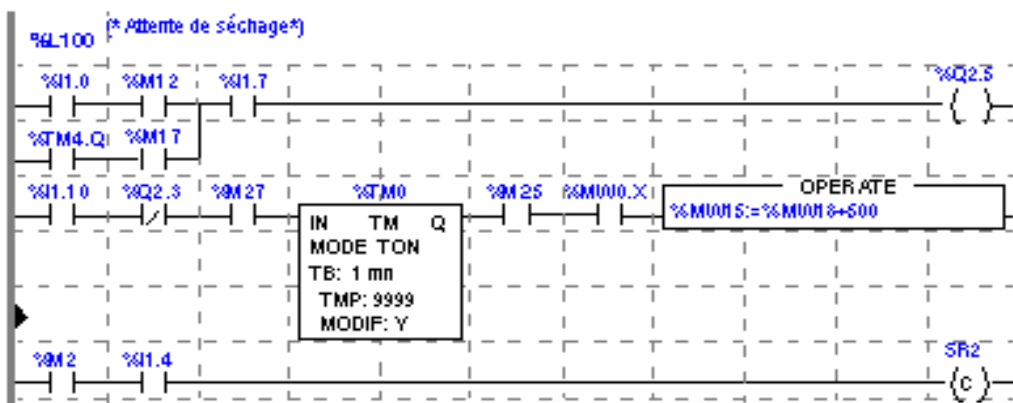 (* Attente de séchage*)
%L100
%I1.0 %M12 %I1.7 %Q2.5
%TM4.Q %M17
%I1.10 %Q2.3 %M27 %TM0 %M25 %MW0.X OPERATE
%MW15:=%MW18+500
IN TM Q
MODE TON
TB: 1 mn
TMP: 9999
MODIF: Y
%M2 %I1.4 SR2
C